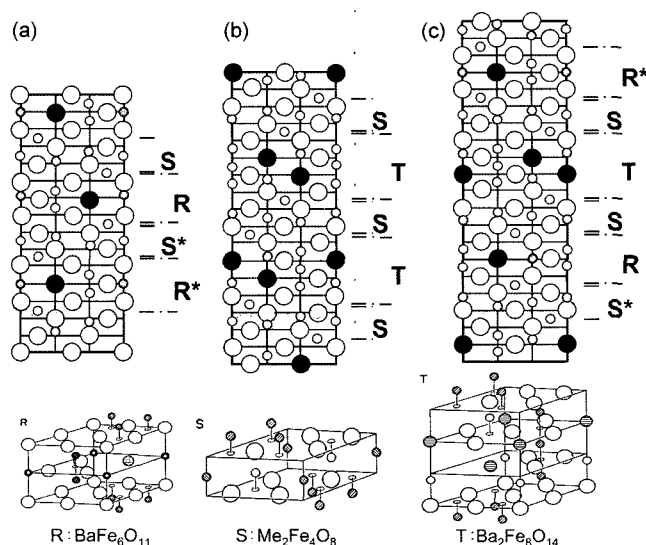 (a)
(b)
(c)
S
R
S*
R*
S
T
S
T
S
R*
S
T
S
R
S*
R
S
T
R : BaFe₆O₁₁
S : Me₂Fe₄O₈
T : Ba₂Fe₈O₁₄